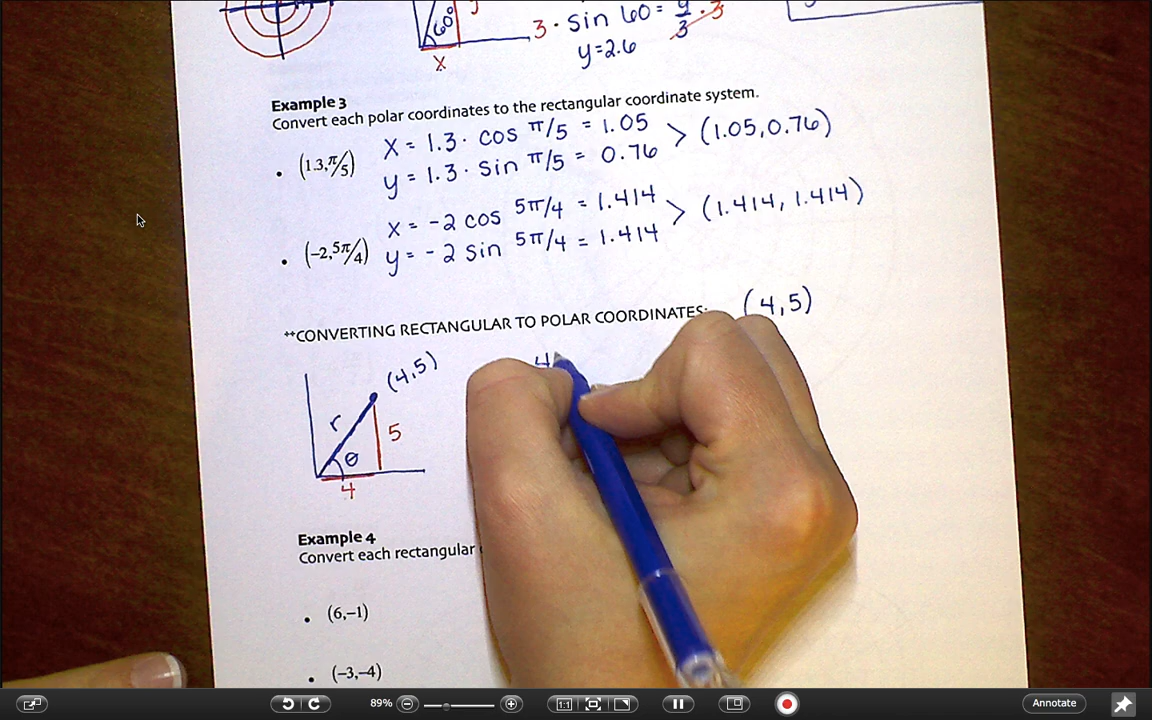 60°
x
3 · sin 60 = y/3 · 3
y=2.6
Example 3
Convert each polar coordinates to the rectangular coordinate system.
• (1.3,π/5) x = 1.3 · cos π/5 = 1.05 > (1.05,0.76)
y = 1.3 · sin π/5 = 0.76
• (−2,5π/4) x = -2 cos 5π/4 = 1.414 > (1.414, 1.414)
y = -2 sin 5π/4 = 1.414
**CONVERTING RECTANGULAR TO POLAR COORDINATES: (4,5)
(4,5)
4
r
5
θ
4
Example 4
Convert each rectangular
• (6,−1)
• (−3,−4)
89%
1:1
Annotate